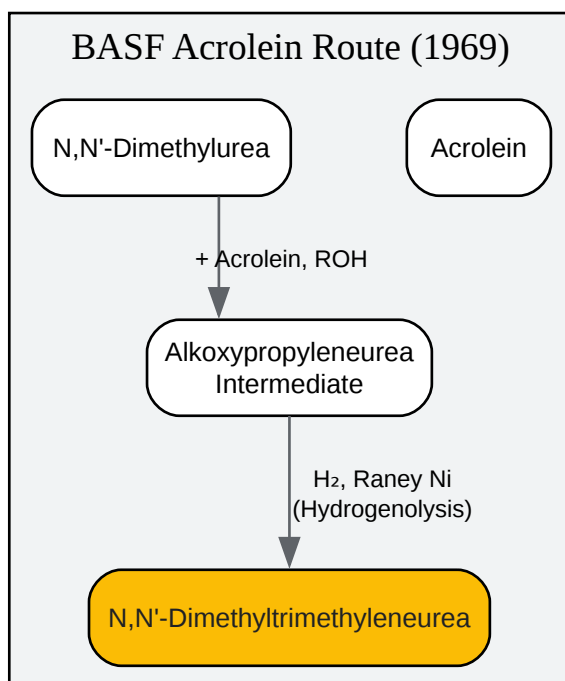 BASF Acrolein Route (1969)
N,N'-Dimethylurea
Acrolein
+ Acrolein, ROH
Alkoxypropyleneurea
Intermediate
H₂, Raney Ni
(Hydrogenolysis)
N,N'-Dimethyltrimethyleneurea